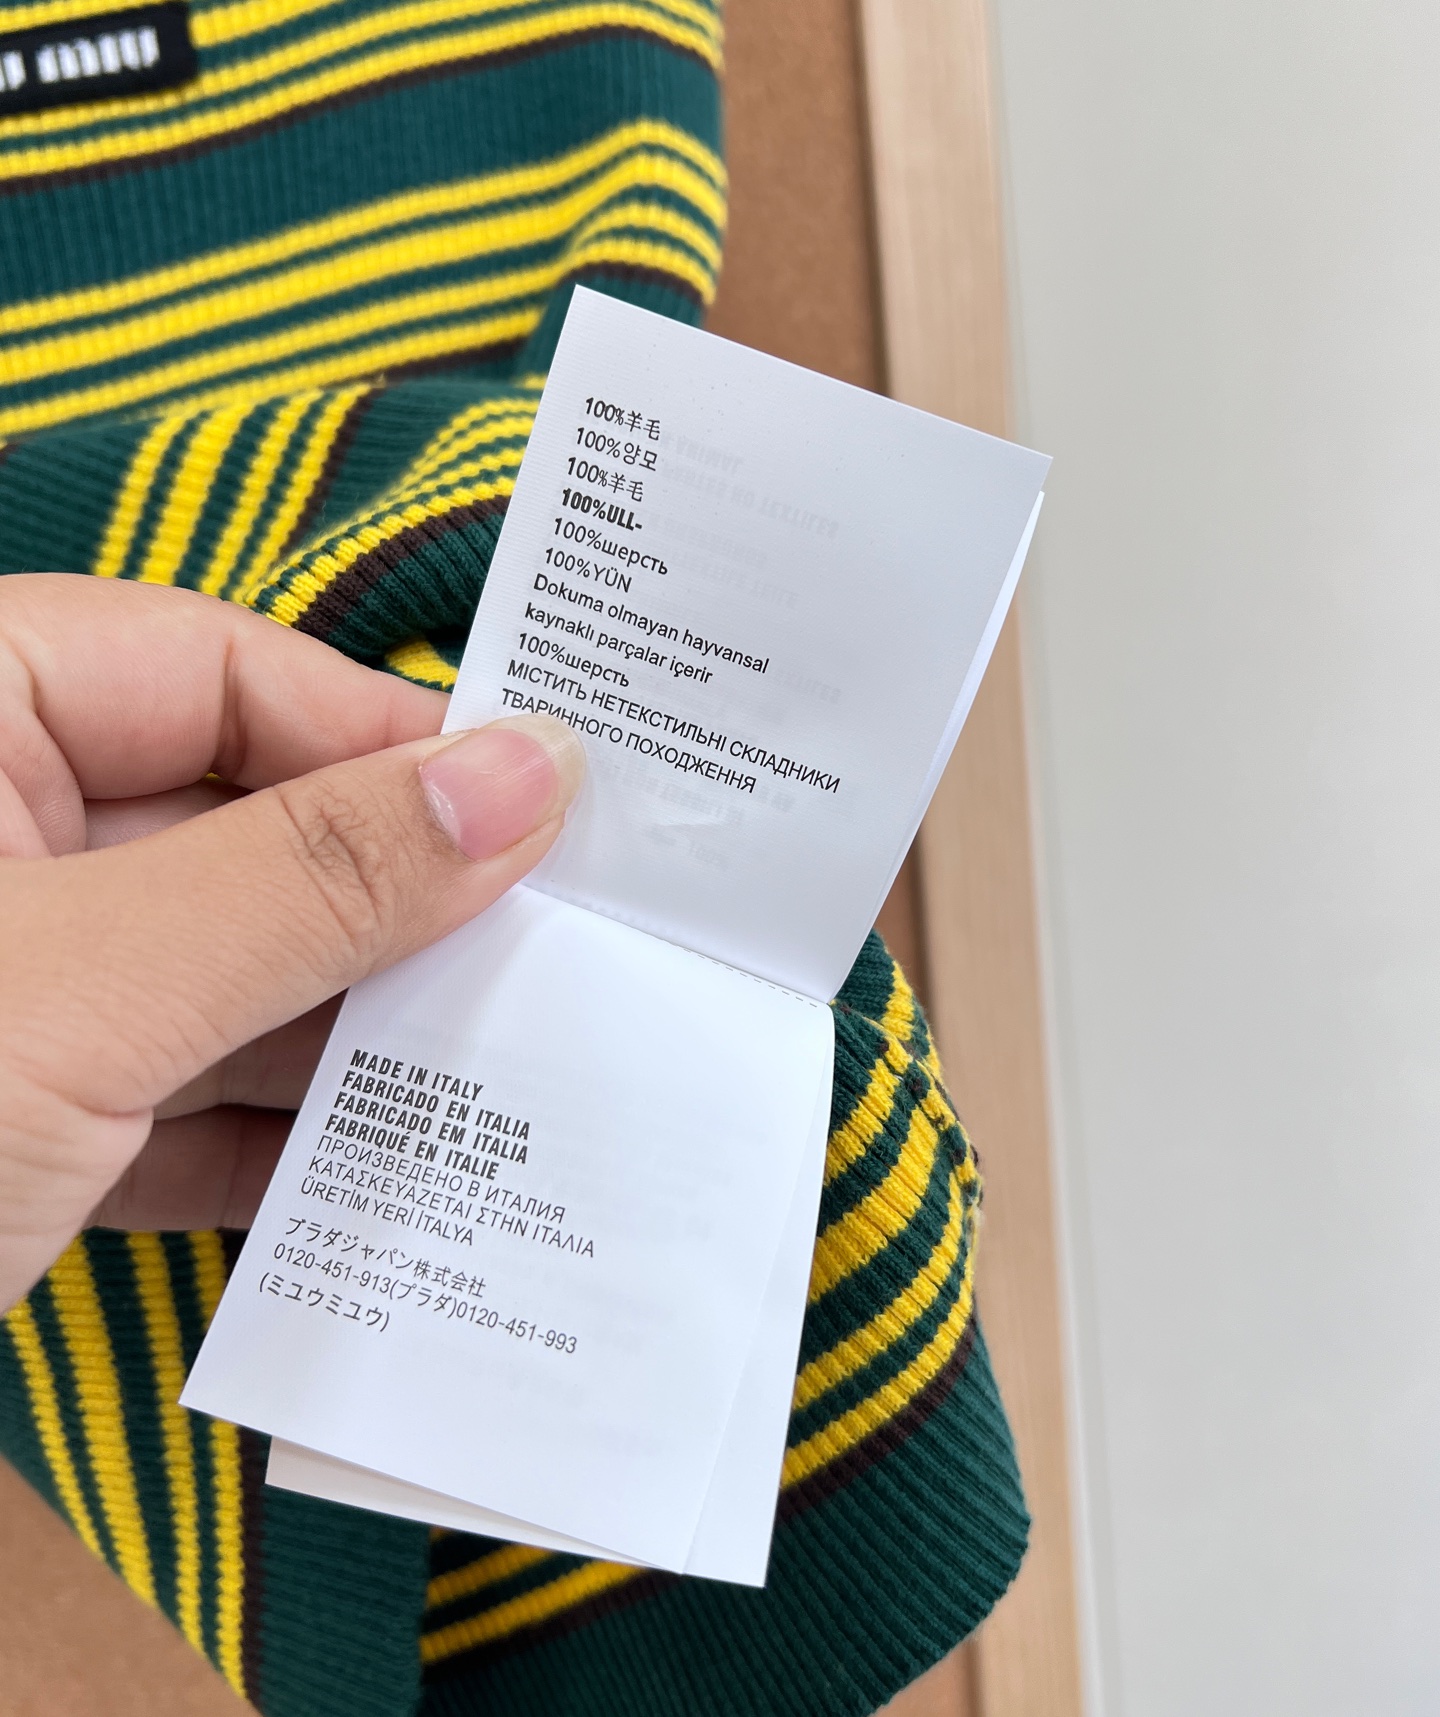 miu
100%羊毛
100%양모
100%羊毛
100%ULL-
100%шерсть
100%YÜN
Dokuma olmayan hayvansal
kaynaklı parçalar içerir
100%шерсть
МІСТИТЬ НЕТЕКСТИЛЬНІ СКЛАДНИКИ
ТВАРИННОГО ПОХОДЖЕННЯ
MADE IN ITALY
FABRICADO EN ITALIA
FABRICADO EM ITALIA
FABRIQUÉ EN ITALIE
ПРОИЗВЕДЕНО В ИТАЛИЯ
ΚΑΤΑΣΚΕΥΑΖΕΤΑΙ ΣΤΗΝ ΙΤΑΛΙΑ
ÜRETİM YERİ İTALYA
プラダジャパン株式会社
0120-451-913(プラダ)0120-451-993
(ミユウミユウ)